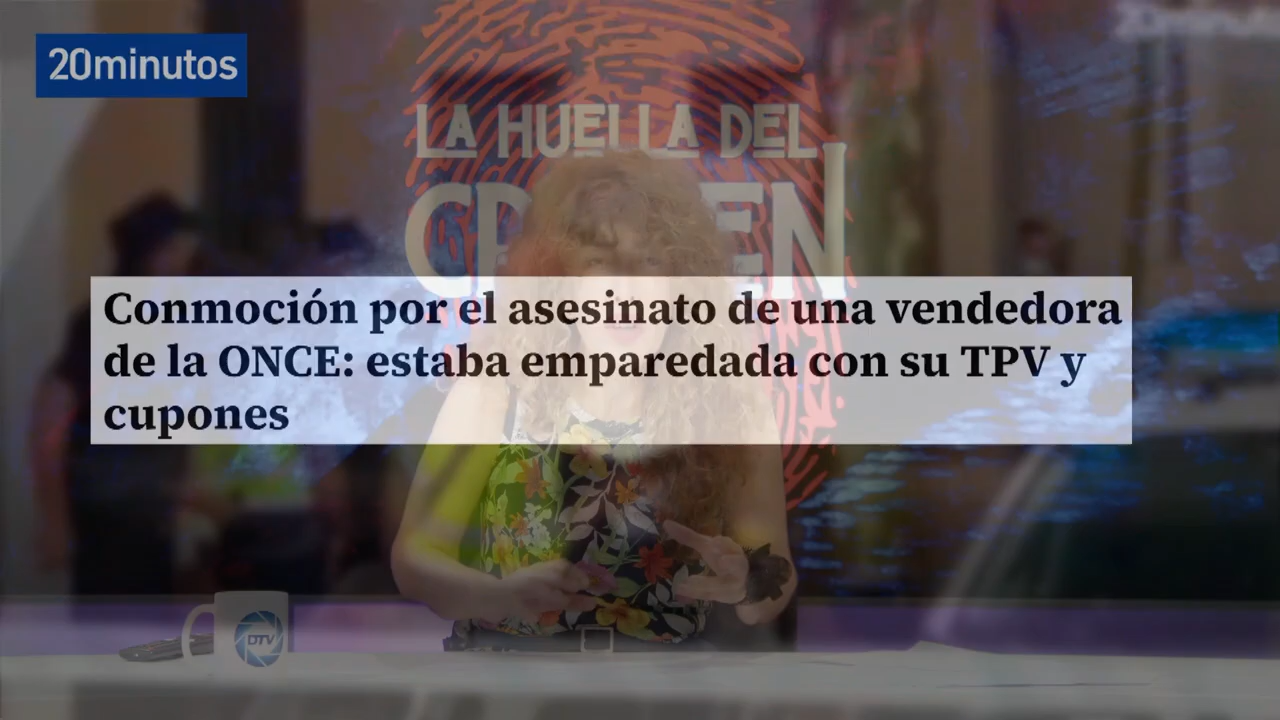 20minutos
20minutos
LA HUELLA DEL
Conmoción por el asesinato de una vendedora
de la ONCE: estaba emparedada con su TPV y
cupones
DTV